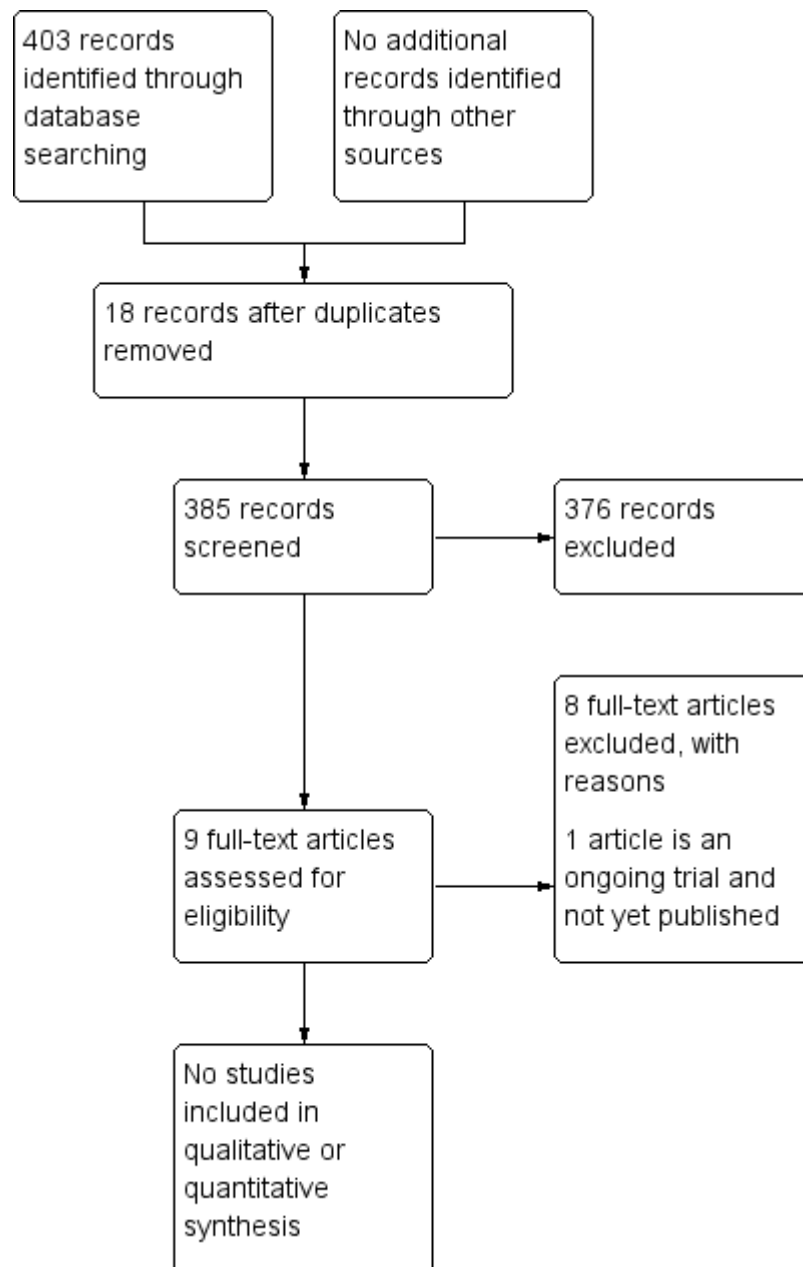 403 records
identified through
database
searching
No additional
records identified
through other
sources
18 records after duplicates
removed
385 records
screened
376 records
excluded
8 full-text articles
excluded, with
reasons
1 article is an
ongoing trial and
not yet published
9 full-text articles
assessed for
eligibility
No studies
included in
qualitative or
quantitative
synthesis